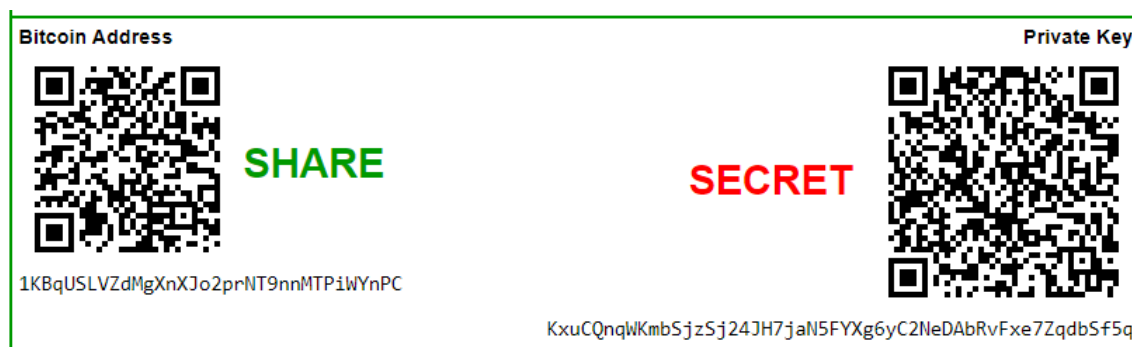 Bitcoin Address
Private Key
SHARE
SECRET
1KBqUSLVZdMgXnXJo2prNT9nnMTPiWYnPC
KxuCQnqWKmbSjzSj24JH7jaN5FYXg6yC2NeDAbRvFxe7ZqdbSf5q